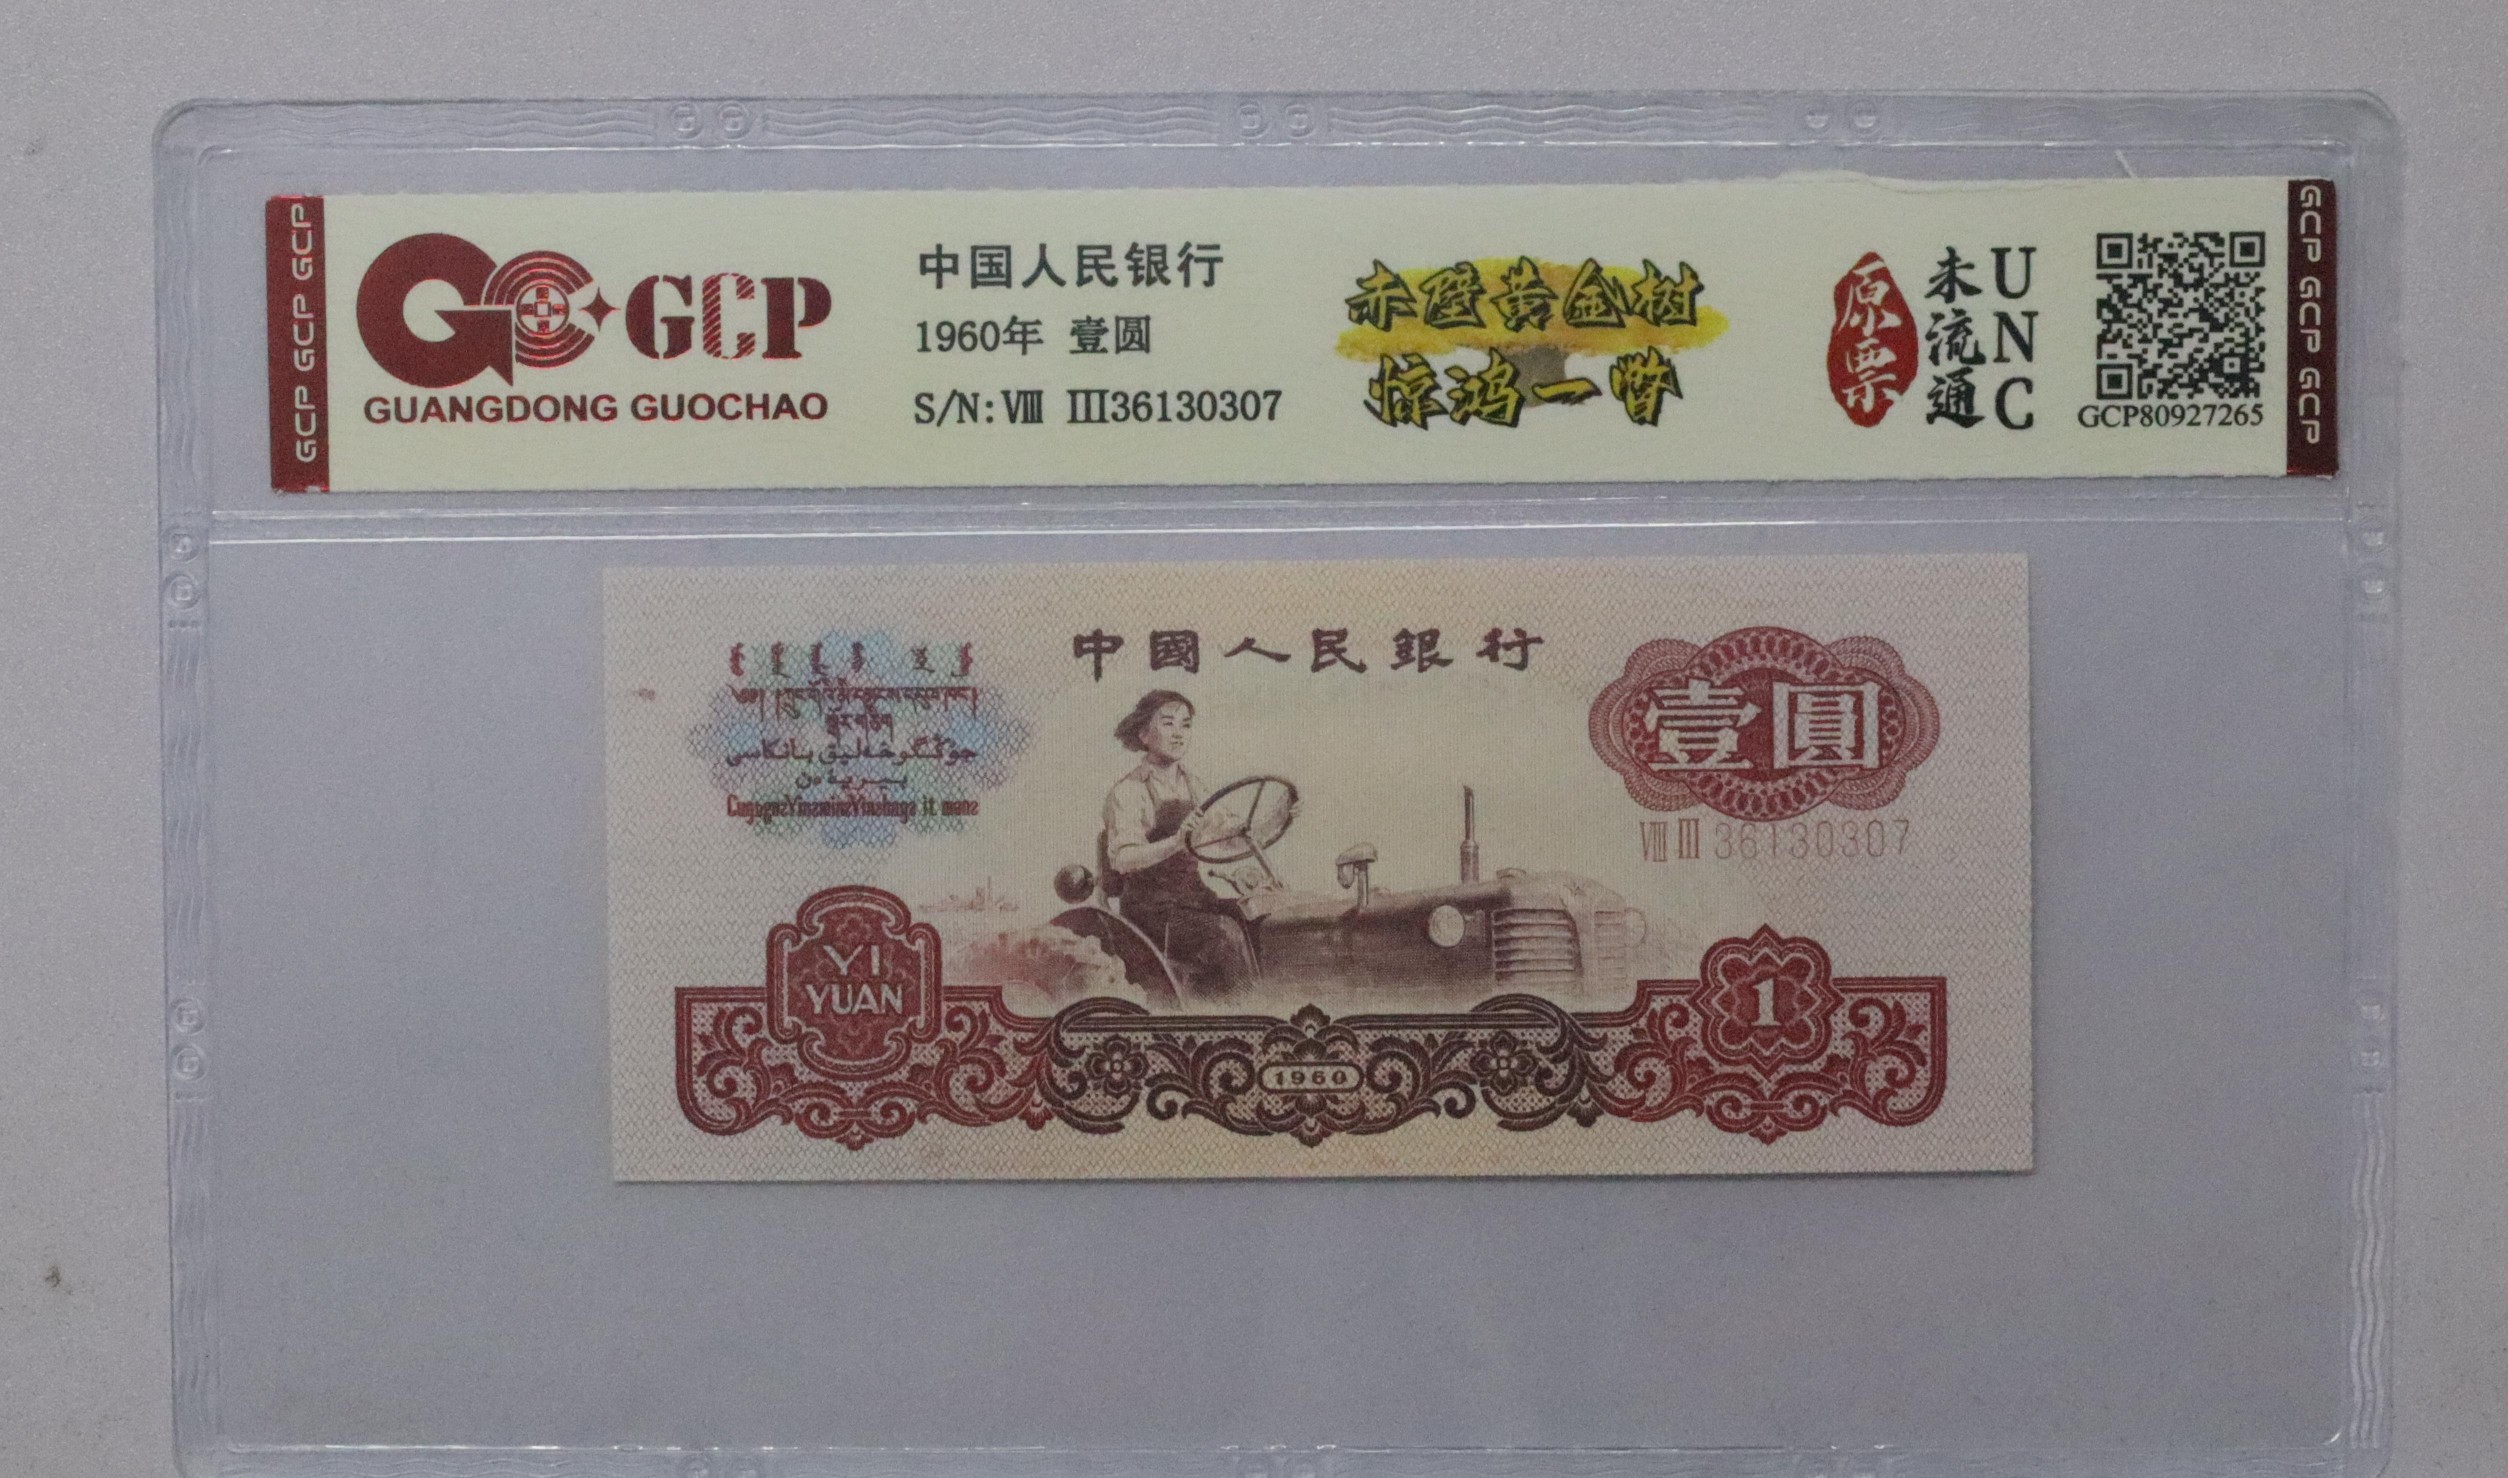 GCP GCP GCP
GCP
GUANGDONG GUOCHAO
中国人民银行
1960年 壹圆
S/N: Ⅷ Ⅲ36130307
赤壁黄金树
惊鸿一瞥
原票
未流通
UNC
GCP80927265
GCP GCP GCP
中國人民銀行
壹圓
Ⅷ Ⅲ 36130307
YI
YUAN
1
1960